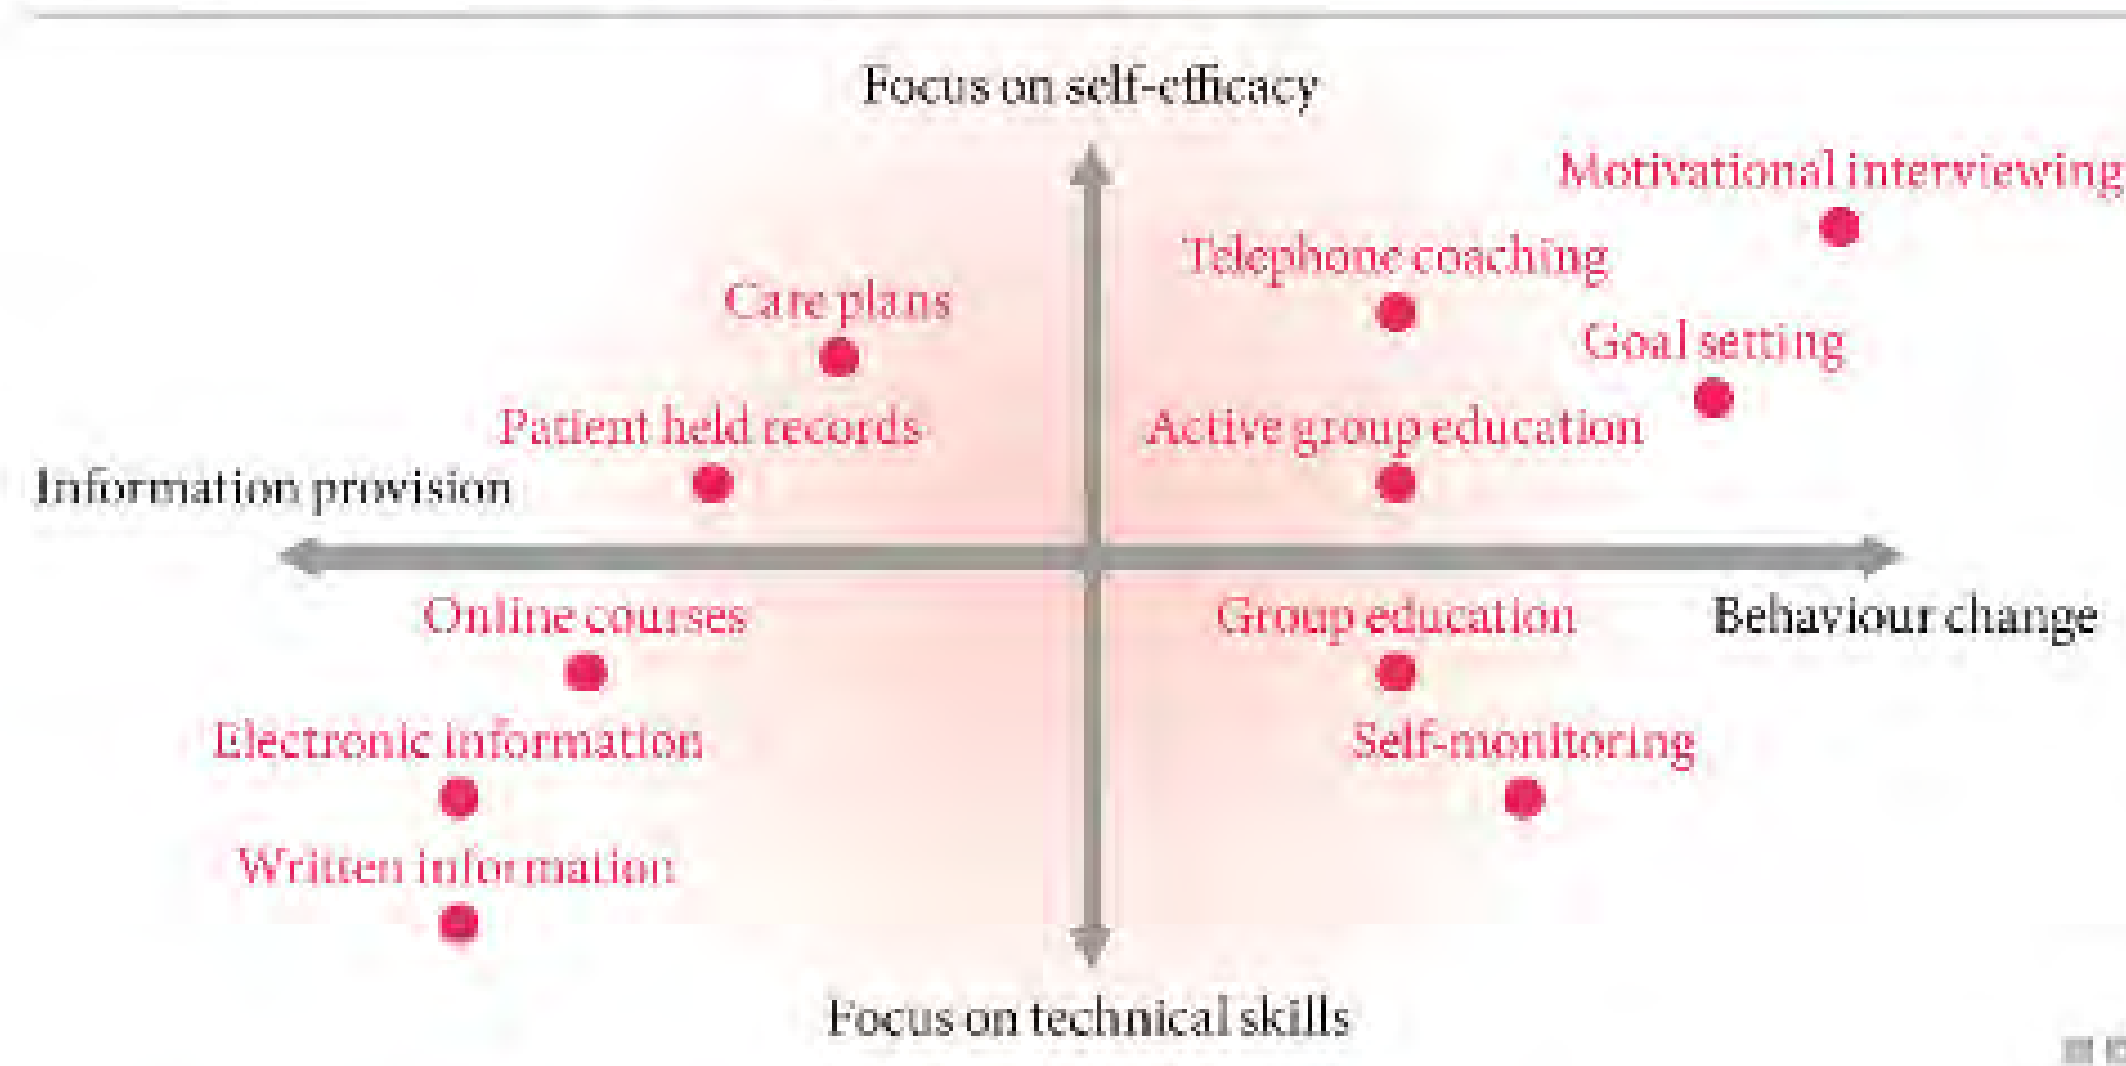 Focus on self-efficacy
Motivational interviewing
Telephone coaching
Care plans
Goal setting
Patient held records
Active group education
Information provision
Online courses
Group education
Behaviour change
Electronic information
Self-monitoring
Written information
Focus on technical skills